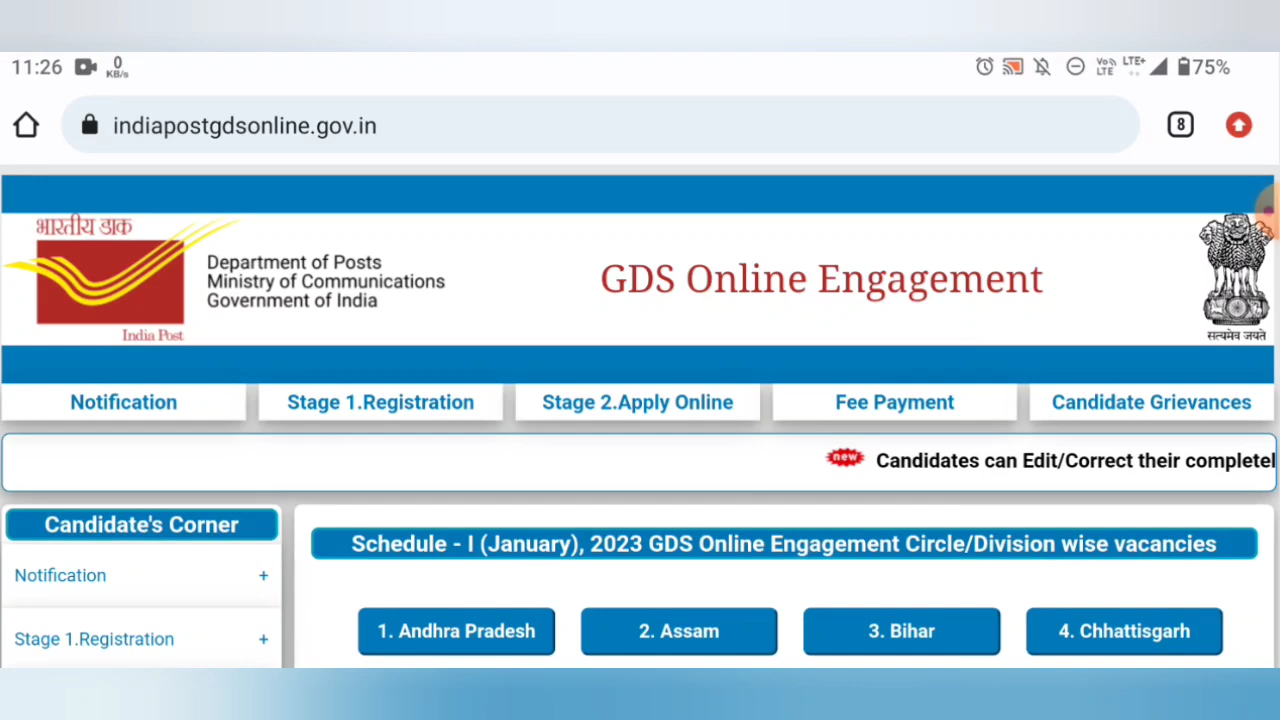 11:26 0 KB/s Vo LTE LTE+ 75%
indiapostgdsonline.gov.in 8
भारतीय डाक
India Post
Department of Posts
Ministry of Communications
Government of India
GDS Online Engagement
सत्यमेव जयते
Notification Stage 1.Registration Stage 2.Apply Online Fee Payment Candidate Grievances
new Candidates can Edit/Correct their completel
Candidate's Corner
Notification +
Stage 1.Registration +
Schedule - I (January), 2023 GDS Online Engagement Circle/Division wise vacancies
1. Andhra Pradesh 2. Assam 3. Bihar 4. Chhattisgarh